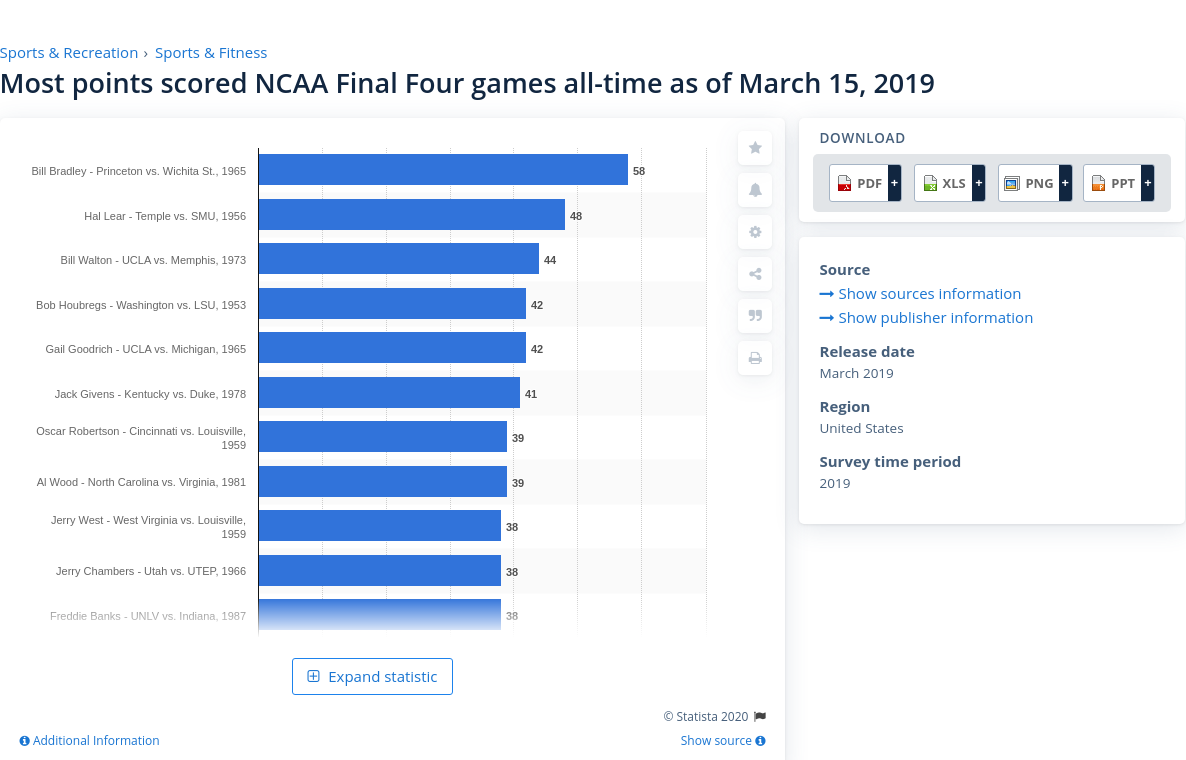 Sports & Recreation › Sports & Fitness
Most points scored NCAA Final Four games all-time as of March 15, 2019
Bill Bradley - Princeton vs. Wichita St., 1965 58
Hal Lear - Temple vs. SMU, 1956 48
Bill Walton - UCLA vs. Memphis, 1973 44
Bob Houbregs - Washington vs. LSU, 1953 42
Gail Goodrich - UCLA vs. Michigan, 1965 42
Jack Givens - Kentucky vs. Duke, 1978 41
Oscar Robertson - Cincinnati vs. Louisville,
1959 39
Al Wood - North Carolina vs. Virginia, 1981 39
Jerry West - West Virginia vs. Louisville,
1959 38
Jerry Chambers - Utah vs. UTEP, 1966 38
Freddie Banks - UNLV vs. Indiana, 1987 38
Expand statistic
© Statista 2020
Additional Information
Show source
DOWNLOAD
PDF + XLS + PNG + PPT +
Source
Show sources information
Show publisher information
Release date
March 2019
Region
United States
Survey time period
2019